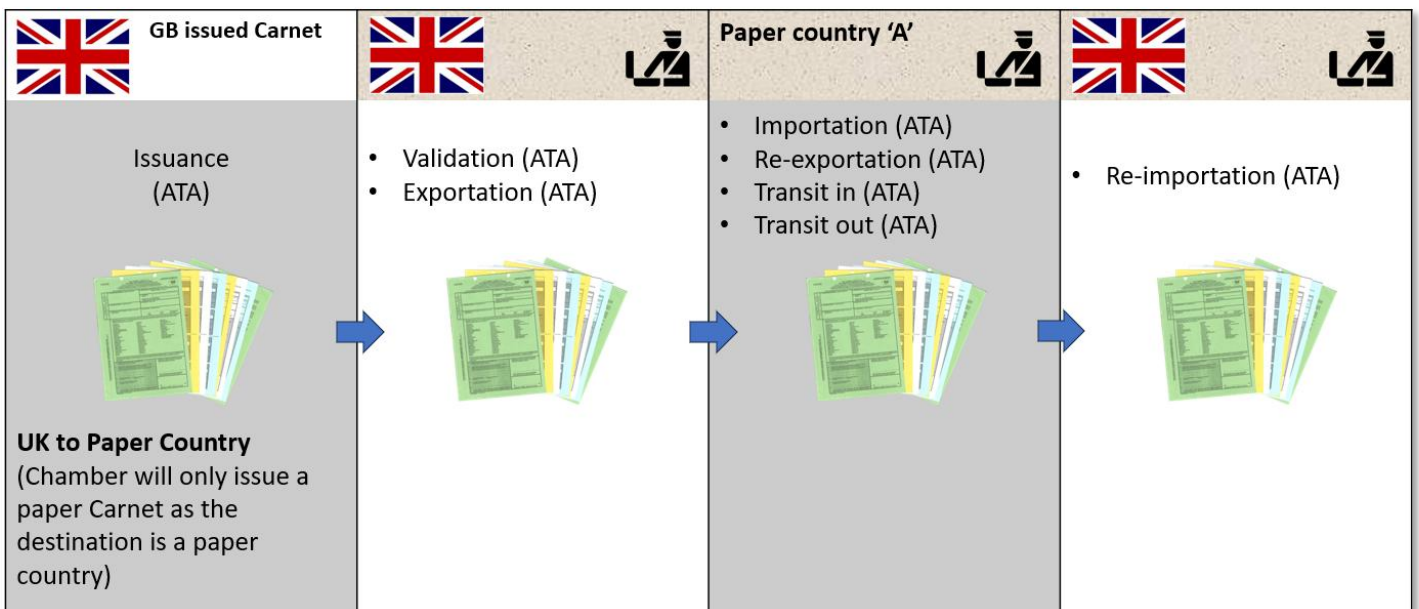 GB issued Carnet
Issuance
(ATA)
UK to Paper Country
(Chamber will only issue a
paper Carnet as the
destination is a paper
country)
• Validation (ATA)
• Exportation (ATA)
Paper country ‘A’
• Importation (ATA)
• Re-exportation (ATA)
• Transit in (ATA)
• Transit out (ATA)
• Re-importation (ATA)